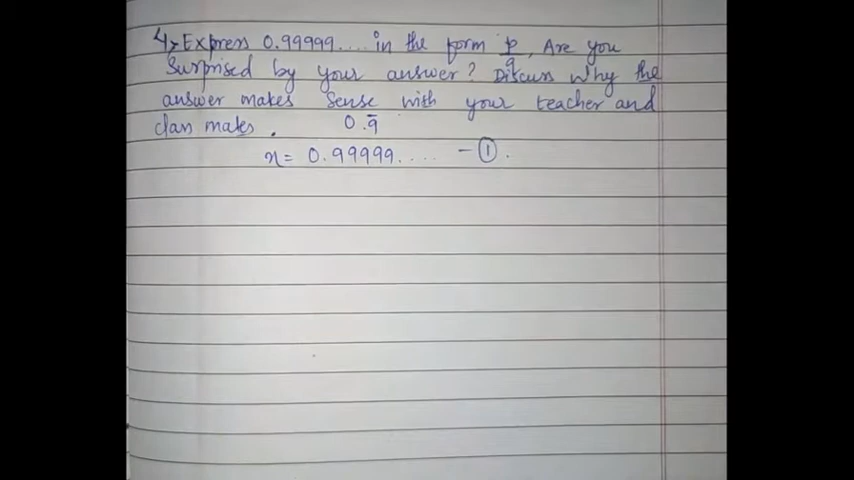 4, Express 0.99999.... in the form p/q, Are you
Surprised by your answer? Discuss why the
answer makes sense with your teacher and
class mates.
0.9̅
x = 0.99999.... - ①.